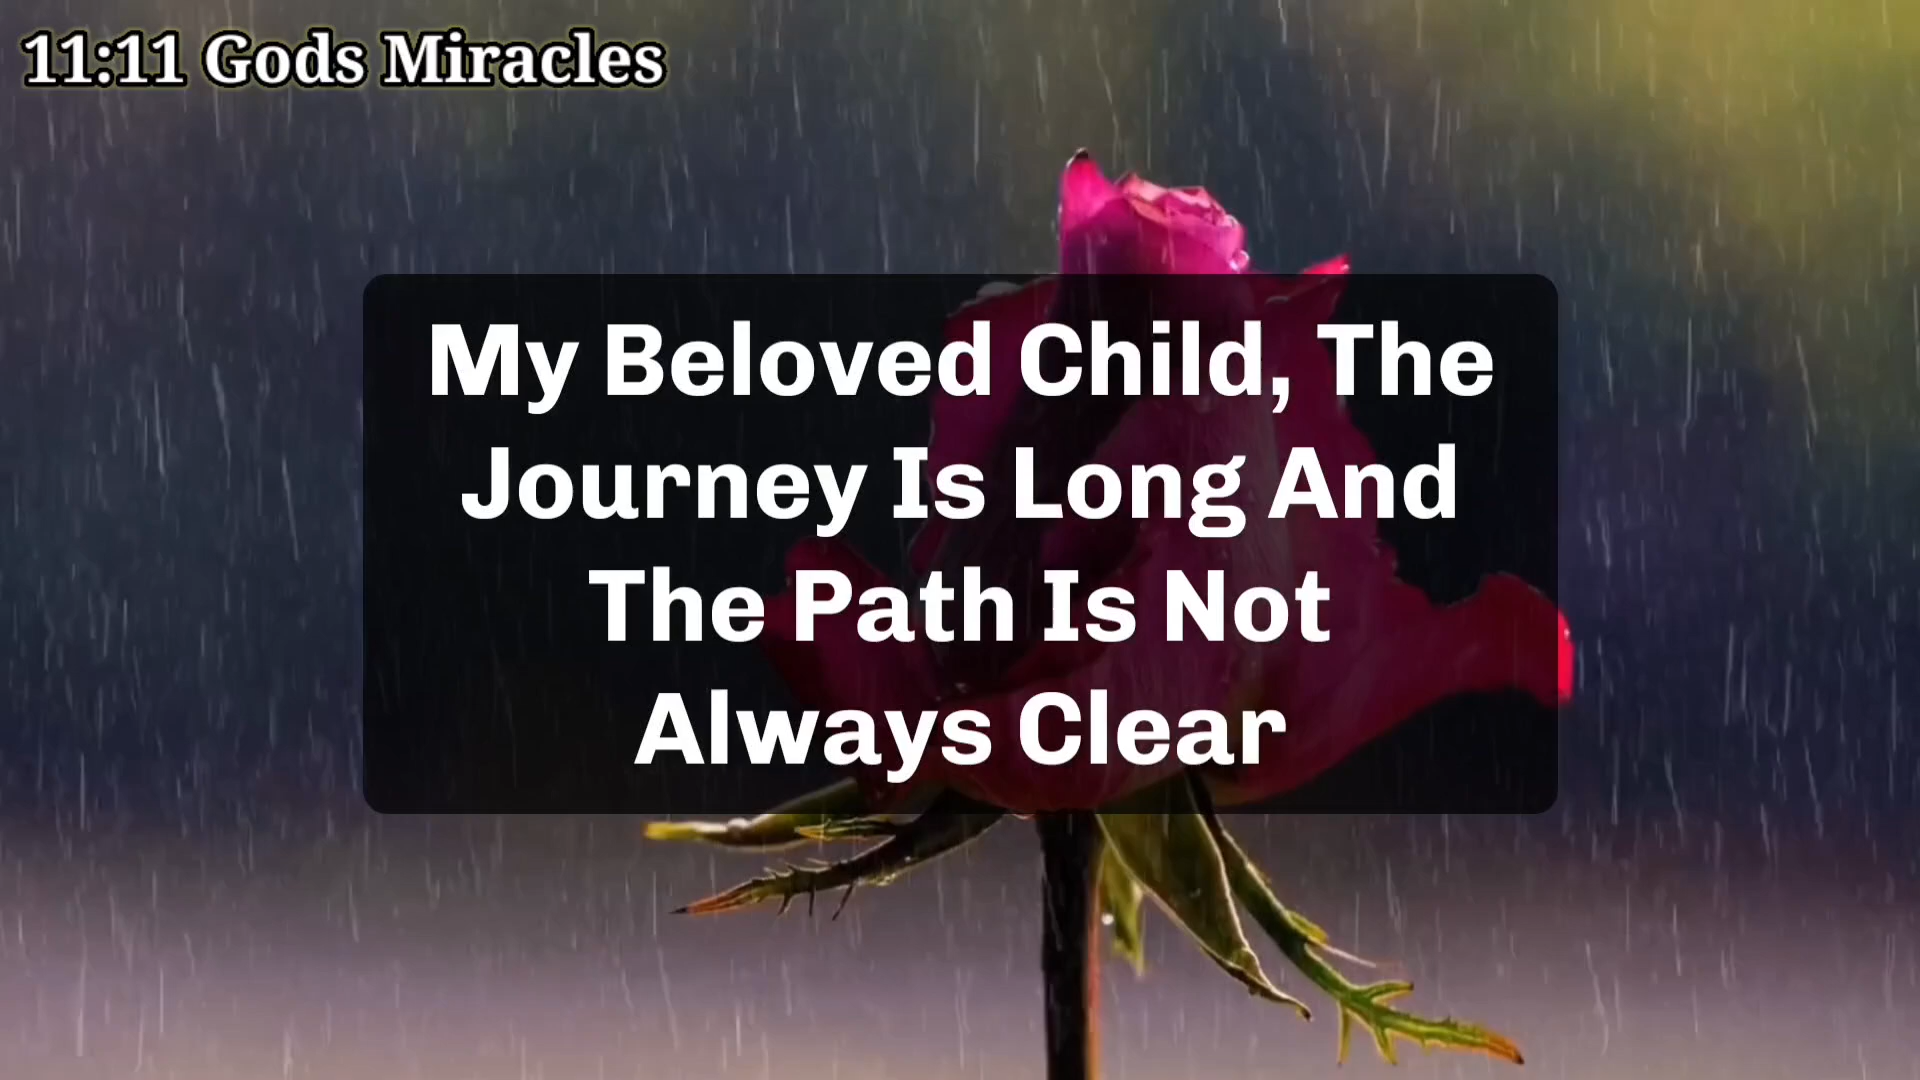 11:11 Gods Miracles
My Beloved Child, The
Journey Is Long And
The Path Is Not
Always Clear